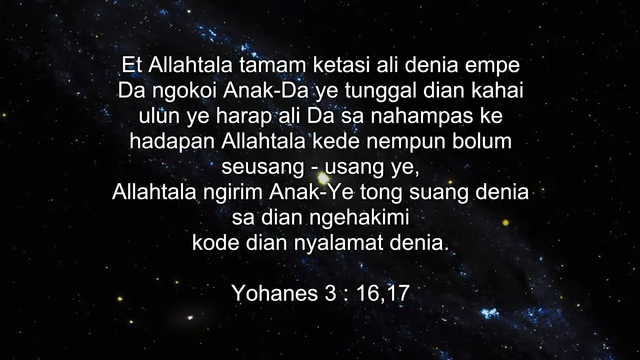 Et Allahtala tamam ketasi ali denia empe
Da ngokoi Anak-Da ye tunggal dian kahai
ulun ye harap ali Da sa nahampas ke
hadapan Allahtala kede nempun bolum
seusang - usang ye,
Allahtala ngirim Anak-Ye tong suang denia
sa dian ngehakimi
kode dian nyalamat denia.
Yohanes 3 : 16,17